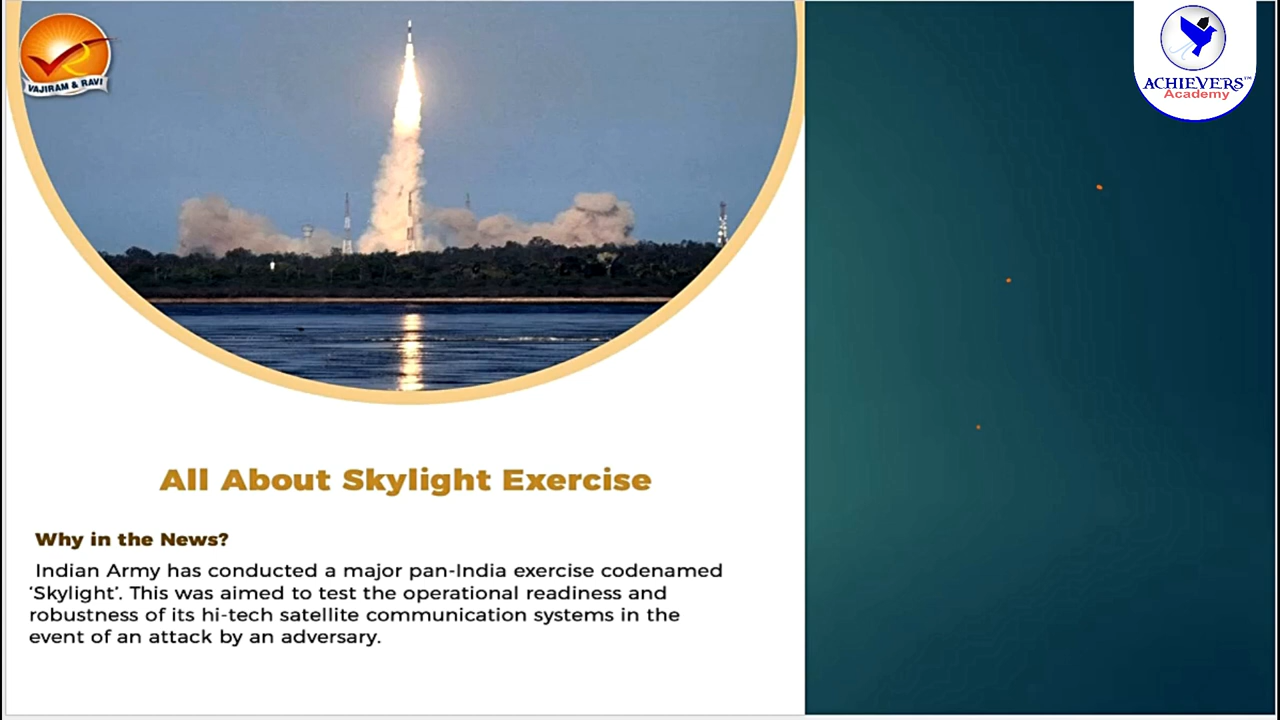 VAJIRAM & RAVI
ACHIEVERS™
Academy
All About Skylight Exercise
Why in the News?
Indian Army has conducted a major pan-India exercise codenamed
‘Skylight’. This was aimed to test the operational readiness and
robustness of its hi-tech satellite communication systems in the
event of an attack by an adversary.